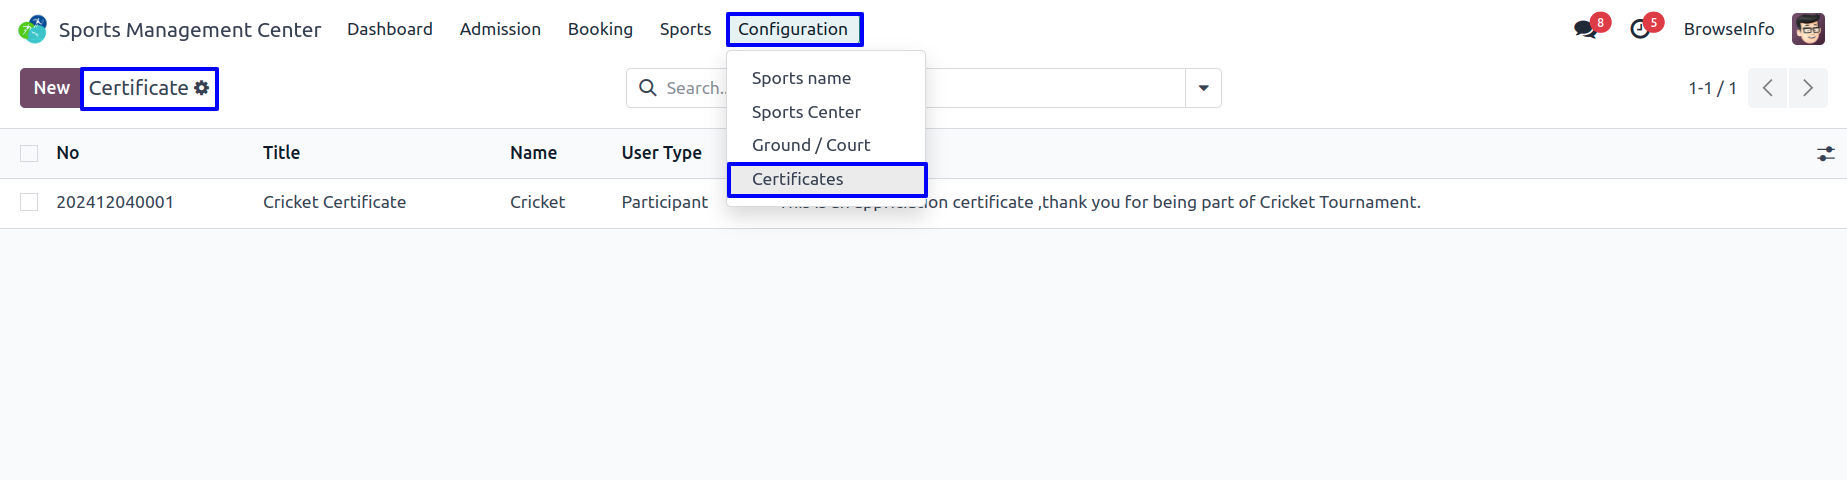 Sports Management Center Dashboard Admission Booking Sports Configuration 8 5 BrowseInfo
New Certificate Search.. 1-1 / 1
Sports name
Sports Center
Ground / Court
Certificates
No Title Name User Type
202412040001 Cricket Certificate Cricket Participant certificate ,thank you for being part of Cricket Tournament.